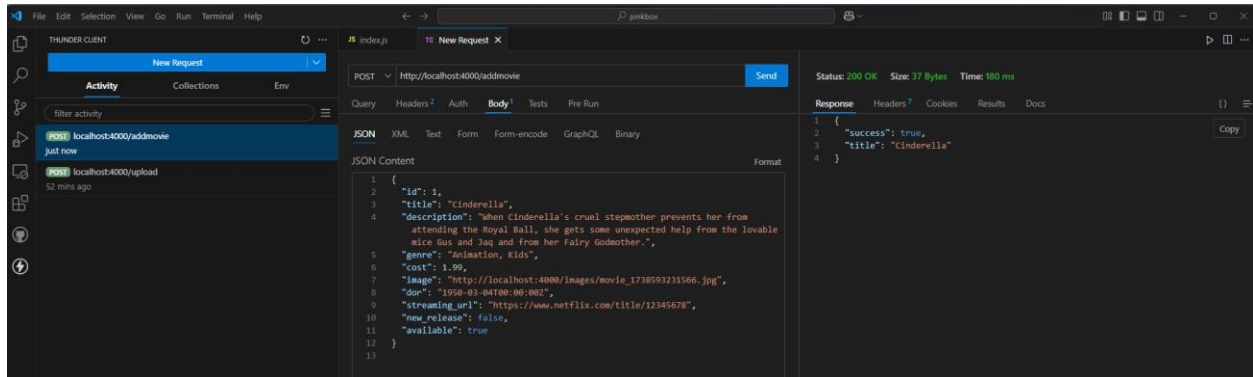 File Edit Selection View Go Run Terminal Help
pinkbox
THUNDER CLIENT
JS index.js
TC New Request
New Request
Activity Collections Env
filter activity
POST localhost:4000/addmovie
just now
POST localhost:4000/upload
52 mins ago
POST http://localhost:4000/addmovie Send
Query Headers 2 Auth Body 1 Tests Pre Run
JSON XML Text Form Form-encode GraphQL Binary
JSON Content Format
1 {
2 "id": 1,
3 "title": "Cinderella",
4 "description": "When Cinderella's cruel stepmother prevents her from
attending the Royal Ball, she gets some unexpected help from the lovable
mice Gus and Jaq and from her Fairy Godmother.",
5 "genre": "Animation, Kids",
6 "cost": 1.99,
7 "image": "http://localhost:4000/images/movie_1738593231566.jpg",
8 "dor": "1950-03-04T00:00:00Z",
9 "streaming_url": "https://www.netflix.com/title/12345678",
10 "new_release": false,
11 "available": true
12 }
13
Status: 200 OK Size: 37 Bytes Time: 180 ms
Response Headers 7 Cookies Results Docs {}
Copy
1 {
2 "success": true,
3 "title": "Cinderella"
4 }